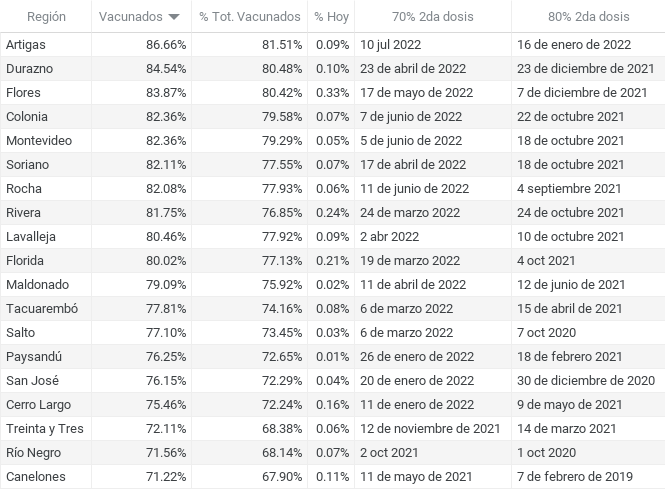 Región Vacunados % Tot. Vacunados % Hoy 70% 2da dosis 80% 2da dosis
Artigas 86.66% 81.51% 0.09% 10 jul 2022 16 de enero de 2022
Durazno 84.54% 80.48% 0.10% 23 de abril de 2022 23 de diciembre de 2021
Flores 83.87% 80.42% 0.33% 17 de mayo de 2022 7 de diciembre de 2021
Colonia 82.36% 79.58% 0.07% 7 de junio de 2022 22 de octubre 2021
Montevideo 82.36% 79.29% 0.05% 5 de junio de 2022 18 de octubre 2021
Soriano 82.11% 77.55% 0.07% 17 de abril de 2022 18 de octubre 2021
Rocha 82.08% 77.93% 0.06% 11 de junio de 2022 4 septiembre 2021
Rivera 81.75% 76.85% 0.24% 24 de marzo 2022 24 de octubre 2021
Lavalleja 80.46% 77.92% 0.09% 2 abr 2022 10 de octubre 2021
Florida 80.02% 77.13% 0.21% 19 de marzo 2022 4 oct 2021
Maldonado 79.09% 75.92% 0.02% 11 de abril de 2022 12 de junio de 2021
Tacuarembó 77.81% 74.16% 0.08% 6 de marzo 2022 15 de abril de 2021
Salto 77.10% 73.45% 0.03% 6 de marzo 2022 7 oct 2020
Paysandú 76.25% 72.65% 0.01% 26 de enero de 2022 18 de febrero 2021
San José 76.15% 72.29% 0.04% 20 de enero de 2022 30 de diciembre de 2020
Cerro Largo 75.46% 72.24% 0.16% 11 de enero de 2022 9 de mayo de 2021
Treinta y Tres 72.11% 68.38% 0.06% 12 de noviembre de 2021 14 de marzo 2021
Río Negro 71.56% 68.14% 0.07% 2 oct 2021 1 oct 2020
Canelones 71.22% 67.90% 0.11% 11 de mayo de 2021 7 de febrero de 2019